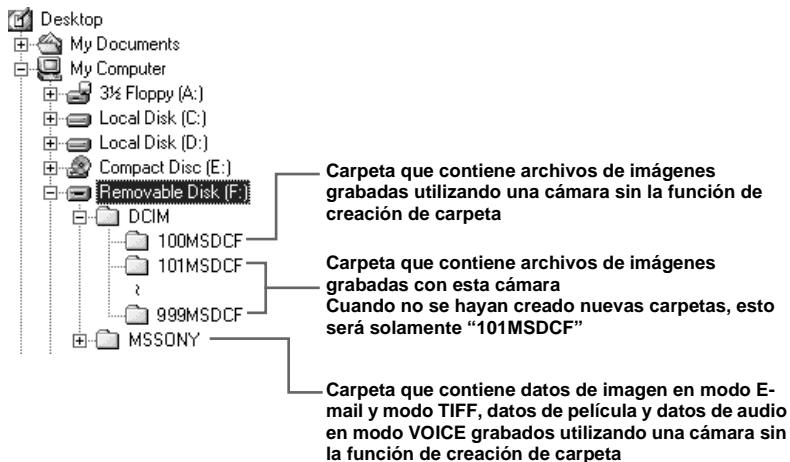 Desktop
My Documents
My Computer
3½ Floppy (A:)
Local Disk (C:)
Local Disk (D:)
Compact Disc (E:)
Removable Disk (F:)
DCIM
100MSDCF
101MSDCF
999MSDCF
MSSONY
Carpeta que contiene archivos de imágenes
grabadas utilizando una cámara sin la función de
creación de carpeta
Carpeta que contiene archivos de imágenes
grabadas con esta cámara
Cuando no se hayan creado nuevas carpetas, esto
será solamente “101MSDCF”
Carpeta que contiene datos de imagen en modo E-
mail y modo TIFF, datos de película y datos de audio
en modo VOICE grabados utilizando una cámara sin
la función de creación de carpeta